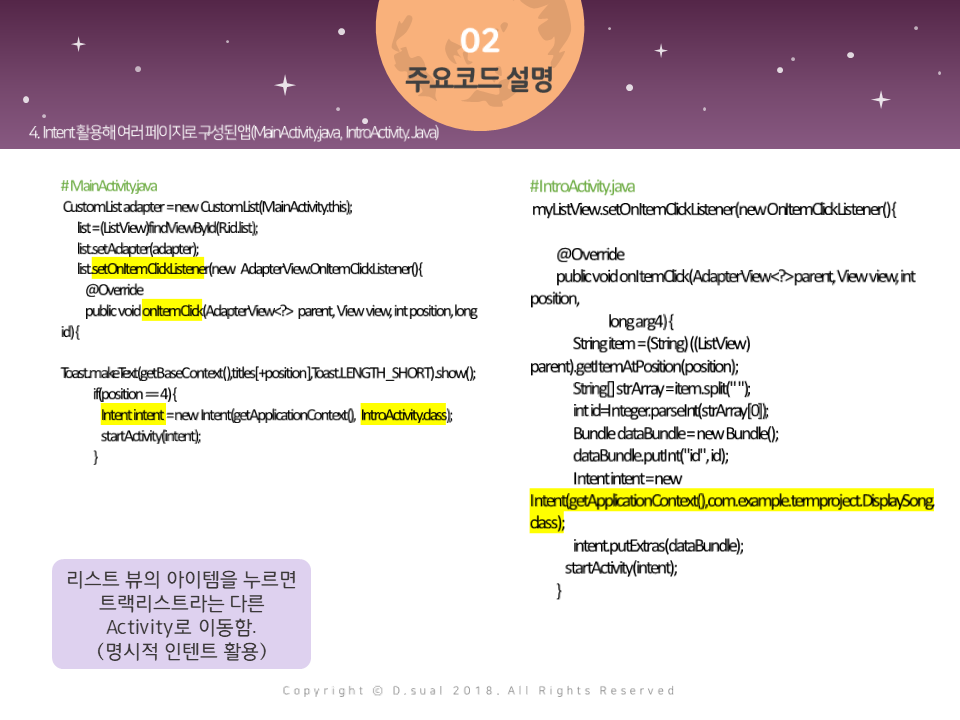 02
주요코드 설명
4. Intent 활용해 여러 페이지로 구성된 앱(MainActivity.java, IntroActivity.Java)
# MainActivity.java
CustomList adapter = new CustomList(MainActivity.this);
list = (ListView)findViewById(R.id.list);
list.setAdapter(adapter);
list.setOnItemClickListener(new AdapterView.OnItemClickListener() {
@Override
public void onItemClick(AdapterView<?> parent, View view, int position, long
id) {
Toast.makeText(getBaseContext(),titles[+position],Toast.LENGTH_SHORT).show();
if(position == 4) {
Intent intent = new Intent(getApplicationContext(), IntroActivity.class);
startActivity(intent);
}
리스트 뷰의 아이템을 누르면
트랙리스트라는 다른
Activity로 이동함.
(명시적 인텐트 활용)
#IntroActivity.java
myListView.setOnItemClickListener(new OnItemClickListener() {
@Override
public void onItemClick(AdapterView<?> parent, View view, int
position,
long arg4) {
String item = (String) ((ListView)
parent).getItemAtPosition(position);
String[] strArray = item.split(" ");
int id=Integer.parseInt(strArray[0]);
Bundle dataBundle = new Bundle();
dataBundle.putInt("id", id);
Intent intent = new
Intent(getApplicationContext(),com.example.termproject.DisplaySong.
class);
intent.putExtras(dataBundle);
startActivity(intent);
}
Copyright ⓒ D.sual 2018. All Rights Reserved